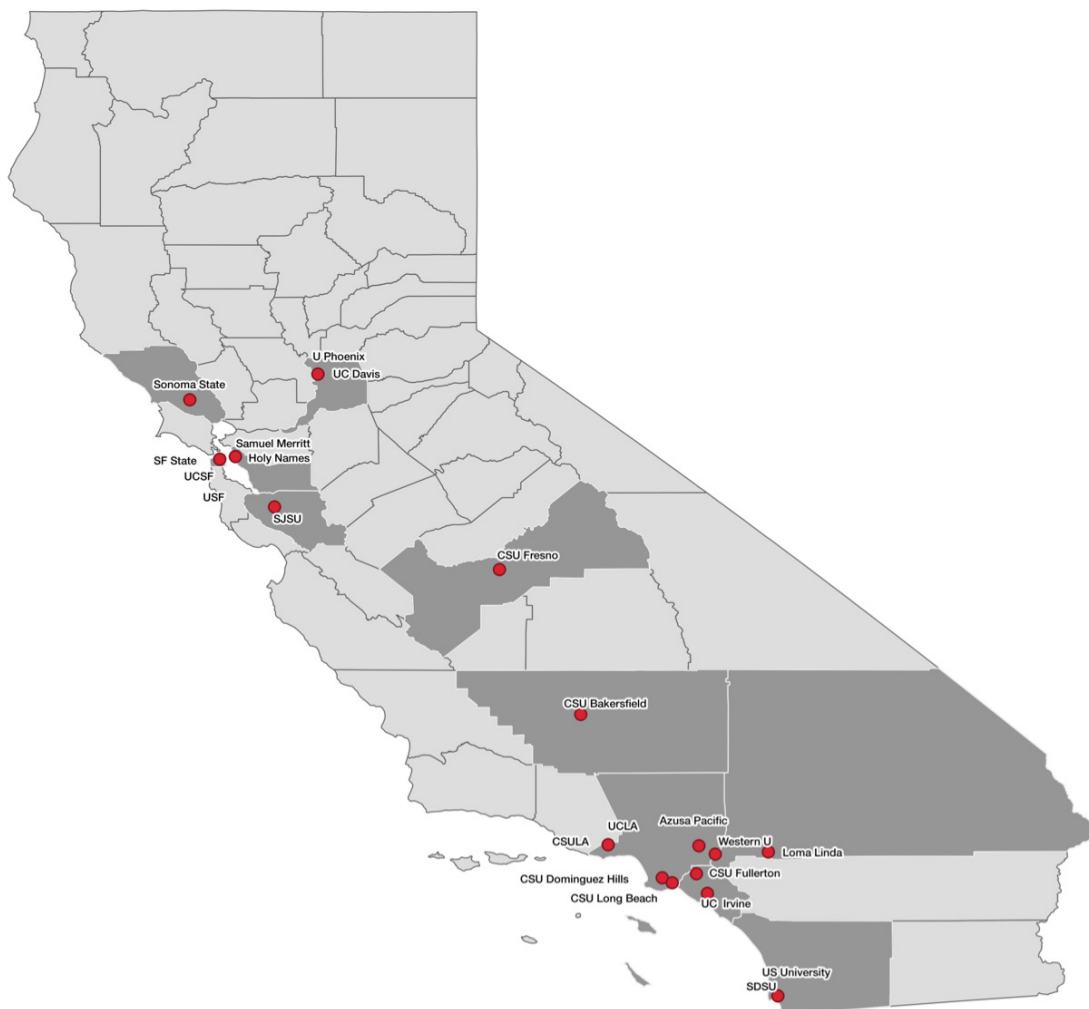 U Phoenix
UC Davis
Sonoma State
Samuel Merritt
SF State
Holy Names
UCSF
USF
SJSU
CSU Fresno
CSU Bakersfield
Azusa Pacific
UCLA
CSULA
Western U
Loma Linda
CSU Fullerton
CSU Dominguez Hills
CSU Long Beach
UC Irvine
US University
SDSU